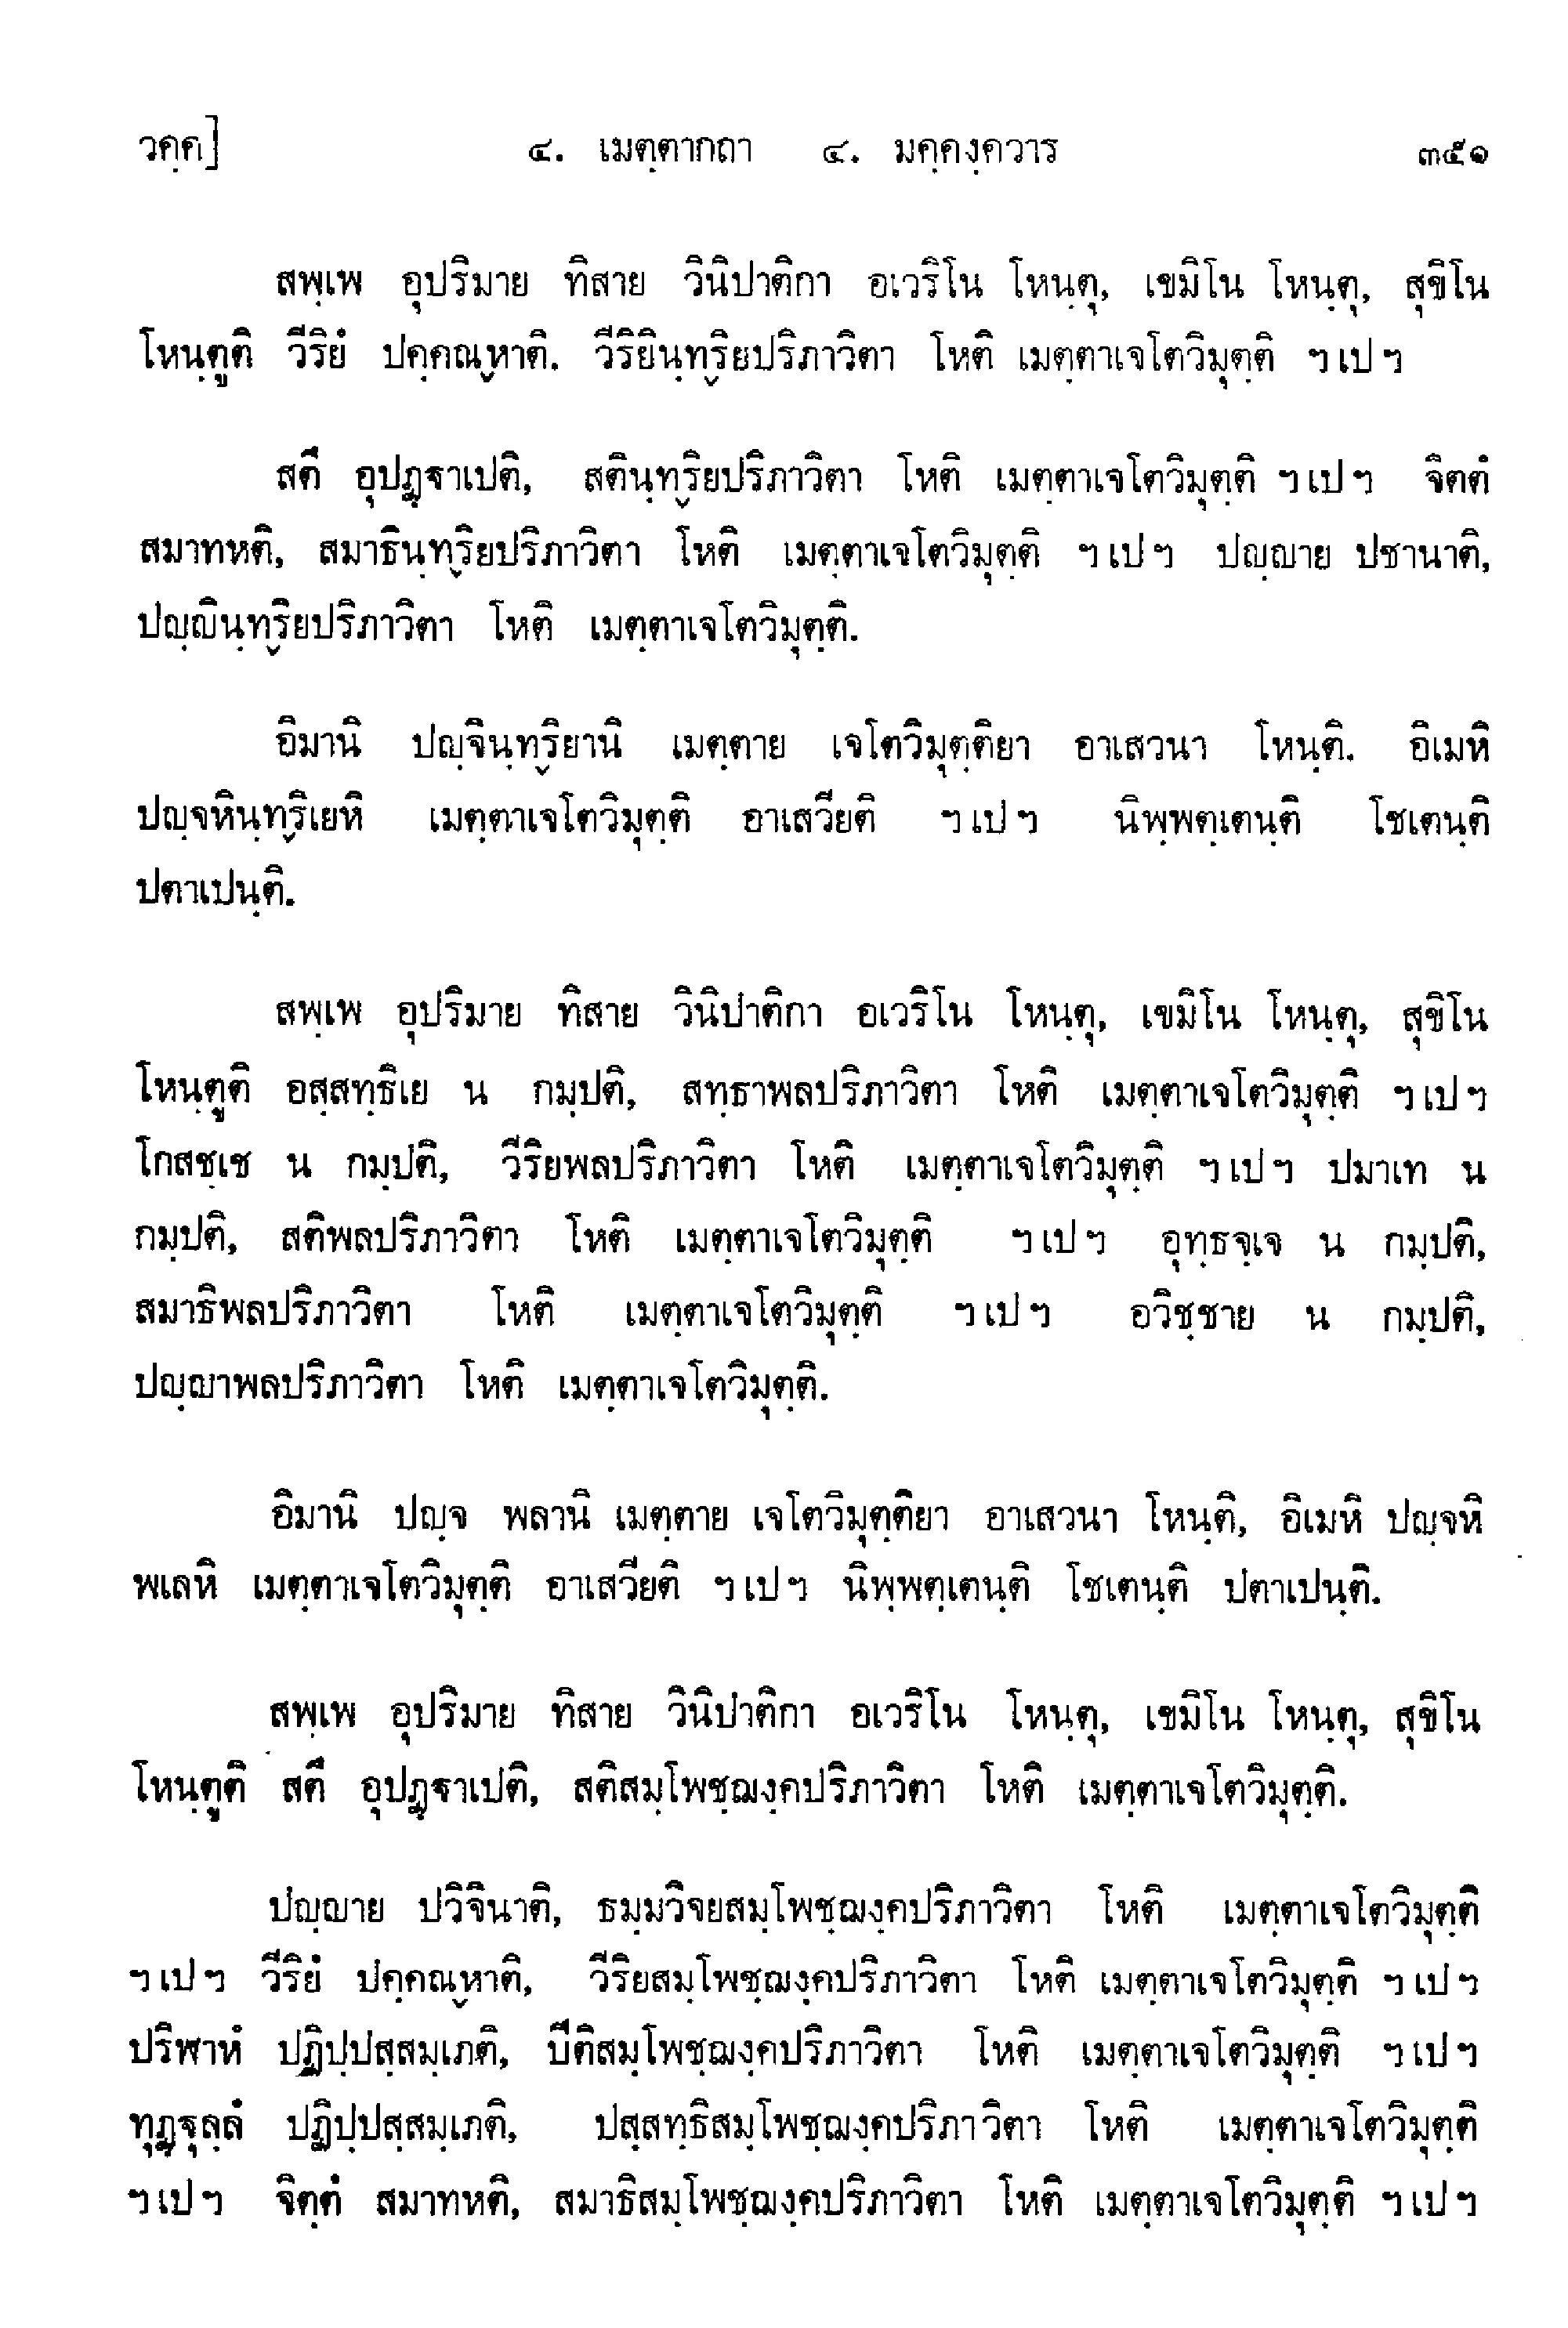 วคฺค] ๔. เมตฺตากถา ๔. มคฺคงฺควาร ๓๕๑
สพฺเพ อุปริมาย ทิสาย วินิปาติกา อเวริโน โหนฺตุ, เขมิโน โหนฺตุ, สุขิโน
โหนฺตูติ วีริยํ ปคฺคณฺหาติ. วีริยินฺทฺริยปริภาวิตา โหติ เมตฺตาเจโตวิมุตฺติ ฯ เป ฯ
สตึ อุปฏฺฐาเปติ, สตินฺทฺริยปริภาวิตา โหติ เมตฺตาเจโตวิมุตฺติ ฯ เป ฯ จิตตํ
สมาทหติ, สมาธินฺทฺริยปริภาวิตา โหติ เมตฺตาเจโตวิมุตฺติ ฯ เป ฯ ปญฺญาย ปชานาติ,
ปญฺญินฺทฺริยปริภาวิตา โหติ เมตฺตาเจโตวิมุตฺติ.
อิมานิ ปญฺจินฺทฺริยานิ เมตฺตาย เจโตวิมุตฺติยา อาเสวนา โหนฺติ. อิเมหิ
ปญฺจหินฺทฺริเยหิ เมตฺตาเจโตวิมุตฺติ อาเสวียติ ฯ เป ฯ นิพฺพตฺเตนฺติ โชเตนฺติ
ปตาเปนฺติ.
สพฺเพ อุปริมาย ทิสาย วินิปาติกา อเวริโน โหนฺตุ, เขมิโน โหนฺตุ, สุขิโน
โหนฺตูติ อสฺสทฺธิเย น กมฺปติ, สทฺธาพลปริภาวิตา โหติ เมตฺตาเจโตวิมุตฺติ ฯ เป ฯ
โกสชฺเช น กมฺปติ, วีริยพลปริภาวิตา โหติ เมตฺตาเจโตวิมุตฺติ ฯ เป ฯ ปมาเท น
กมฺปติ, สติพลปริภาวิตา โหติ เมตฺตาเจโตวิมุตฺติ ฯ เป ฯ อุทฺธจฺเจ น กมฺปติ,
สมาธิพลปริภาวิตา โหติ เมตฺตาเจโตวิมุตฺติ ฯ เป ฯ อวิชฺชาย น กมฺปติ,
ปญฺญาพลปริภาวิตา โหติ เมตฺตาเจโตวิมุตฺติ.
อิมานิ ปญฺจ พลานิ เมตฺตาย เจโตวิมุตฺติยา อาเสวนา โหนฺติ, อิเมหิ ปญฺจหิ
พเลหิ เมตฺตาเจโตวิมุตฺติ อาเสวียติ ฯ เป ฯ นิพฺพตฺเตนฺติ โชเตนฺติ ปตาเปนฺติ.
สพฺเพ อุปริมาย ทิสาย วินิปาติกา อเวริโน โหนฺตุ, เขมิโน โหนฺตุ, สุขิโน
โหนฺตูติ สตึ อุปฏฺฐาเปติ, สติสมฺโพชฺฌงฺคปริภาวิตา โหติ เมตฺตาเจโตวิมุตฺติ.
ปญฺญาย ปวิจินาติ, ธมฺมวิจยสมฺโพชฺฌงฺคปริภาวิตา โหติ เมตฺตาเจโตวิมุตฺติ
ฯ เป ฯ วีริยํ ปคฺคณฺหาติ, วีริยสมฺโพชฺฌงฺคปริภาวิตา โหติ เมตฺตาเจโตวิมุตฺติ ฯ เป ฯ
ปริฬาหํ ปฏิปฺปสฺสมฺเภติ, ปีติสมฺโพชฺฌงฺคปริภาวิตา โหติ เมตฺตาเจโตวิมุตฺติ ฯ เป ฯ
ทุฏฺฐุลฺลํ ปฏิปฺปสฺสมฺเภติ, ปสฺสทฺธิสมฺโพชฺฌงฺคปริภาวิตา โหติ เมตฺตาเจโตวิมุตฺติ
ฯ เป ฯ จิตฺตํ สมาทหติ, สมาธิสมฺโพชฺฌงฺคปริภาวิตา โหติ เมตฺตาเจโตวิมุตฺติ ฯ เป ฯ